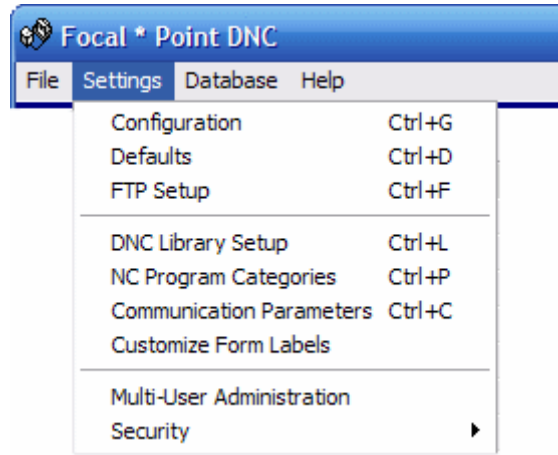 Focal * Point DNC
File Settings Database Help
Configuration Ctrl+G
Defaults Ctrl+D
FTP Setup Ctrl+F
DNC Library Setup Ctrl+L
NC Program Categories Ctrl+P
Communication Parameters Ctrl+C
Customize Form Labels
Multi-User Administration
Security